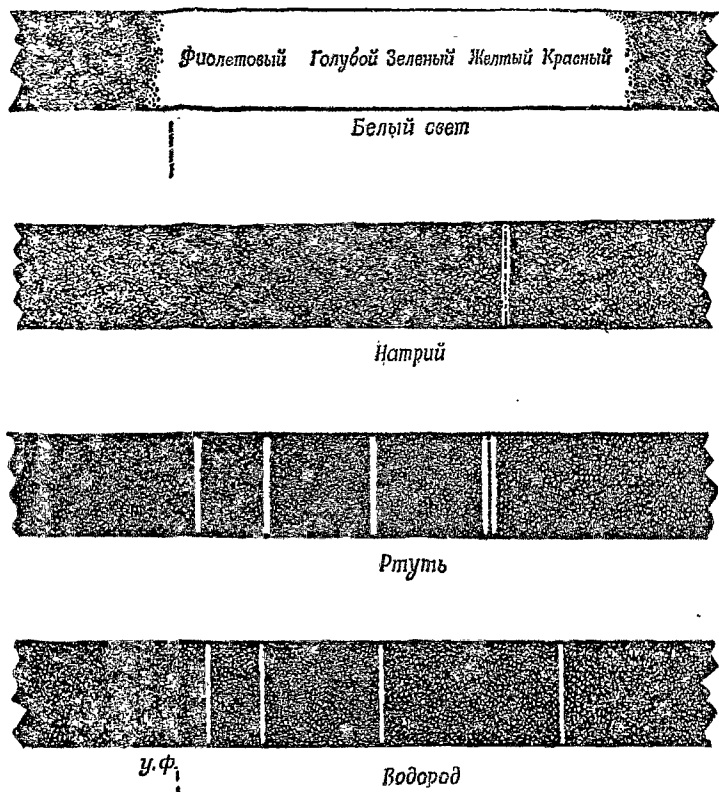 Фиолетовый Голубой Зеленый Желтый Красный
Белый свет
Натрий
Ртуть
у.ф.
Водород